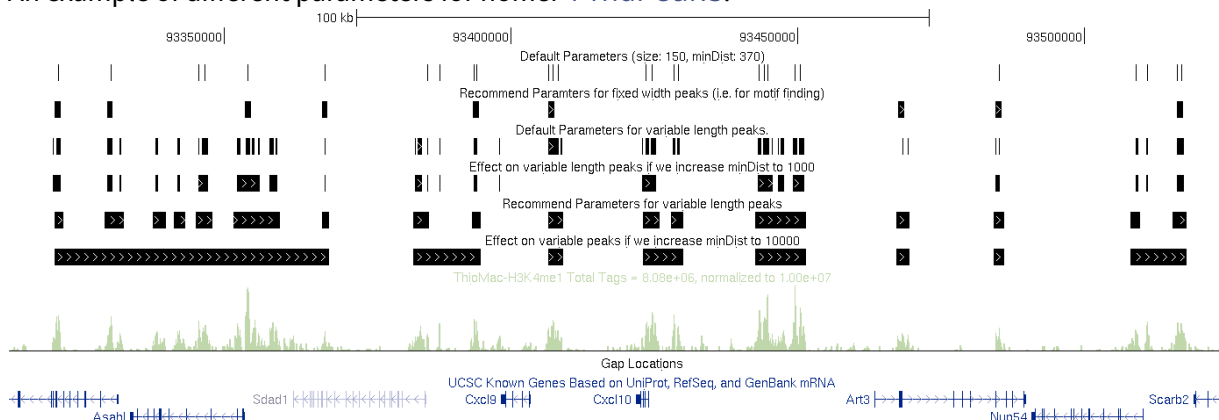 100 kb
93350000 93400000 93450000 93500000
Default Parameters (size: 150, minDist: 370)
Recommend Paramters for fixed width peaks (i.e. for motif finding)
Default Parameters for variable length peaks.
Effect on variable length peaks if we increase minDist to 1000
Recommend Parameters for variable length peaks
Effect on variable peaks if we increase minDist to 10000
ThioMac-H3K4me1 Total Tags = 8.08e+06, normalized to 1.00e+07
Gap Locations
UCSC Known Genes Based on UniProt, RefSeq, and GenBank mRNA
Sdad1 Cxcl9 Cxcl10 Art3 Scarb2
Asahl Nup54